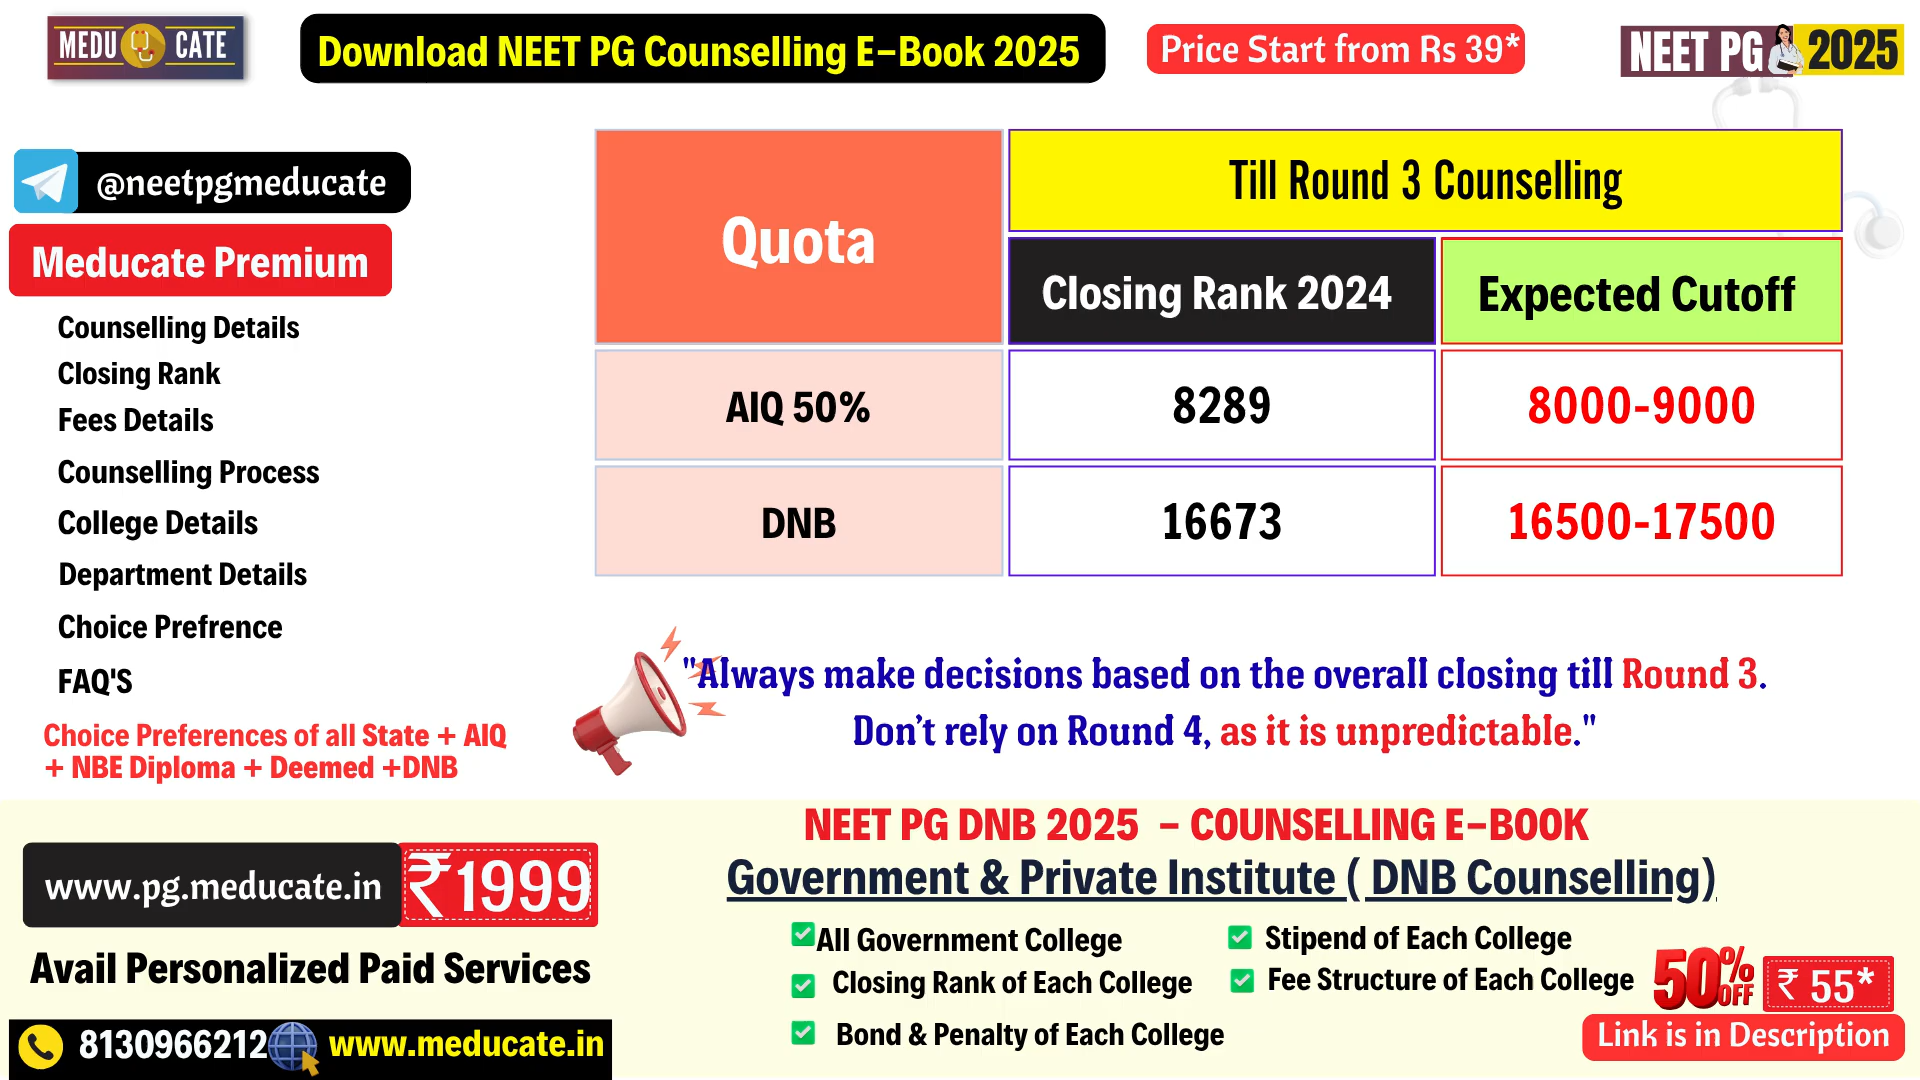 MEDU CATE
Download NEET PG Counselling E-Book 2025
Price Start from Rs 39*
NEET PG 2025
@neetpgmeducate
Meducate Premium
Counselling Details
Closing Rank
Fees Details
Counselling Process
College Details
Department Details
Choice Prefrence
FAQ'S
Choice Preferences of all State + AIQ
+ NBE Diploma + Deemed +DNB
Quota
Till Round 3 Counselling
Closing Rank 2024
Expected Cutoff
AIQ 50%
8289
8000-9000
DNB
16673
16500-17500
"Always make decisions based on the overall closing till Round 3.
Don't rely on Round 4, as it is unpredictable."
www.pg.meducate.in
₹1999
Avail Personalized Paid Services
8130966212
www.meducate.in
NEET PG DNB 2025 - COUNSELLING E-BOOK
Government & Private Institute ( DNB Counselling)
All Government College
Closing Rank of Each College
Bond & Penalty of Each College
Stipend of Each College
Fee Structure of Each College
50% OFF
₹ 55*
Link is in Description